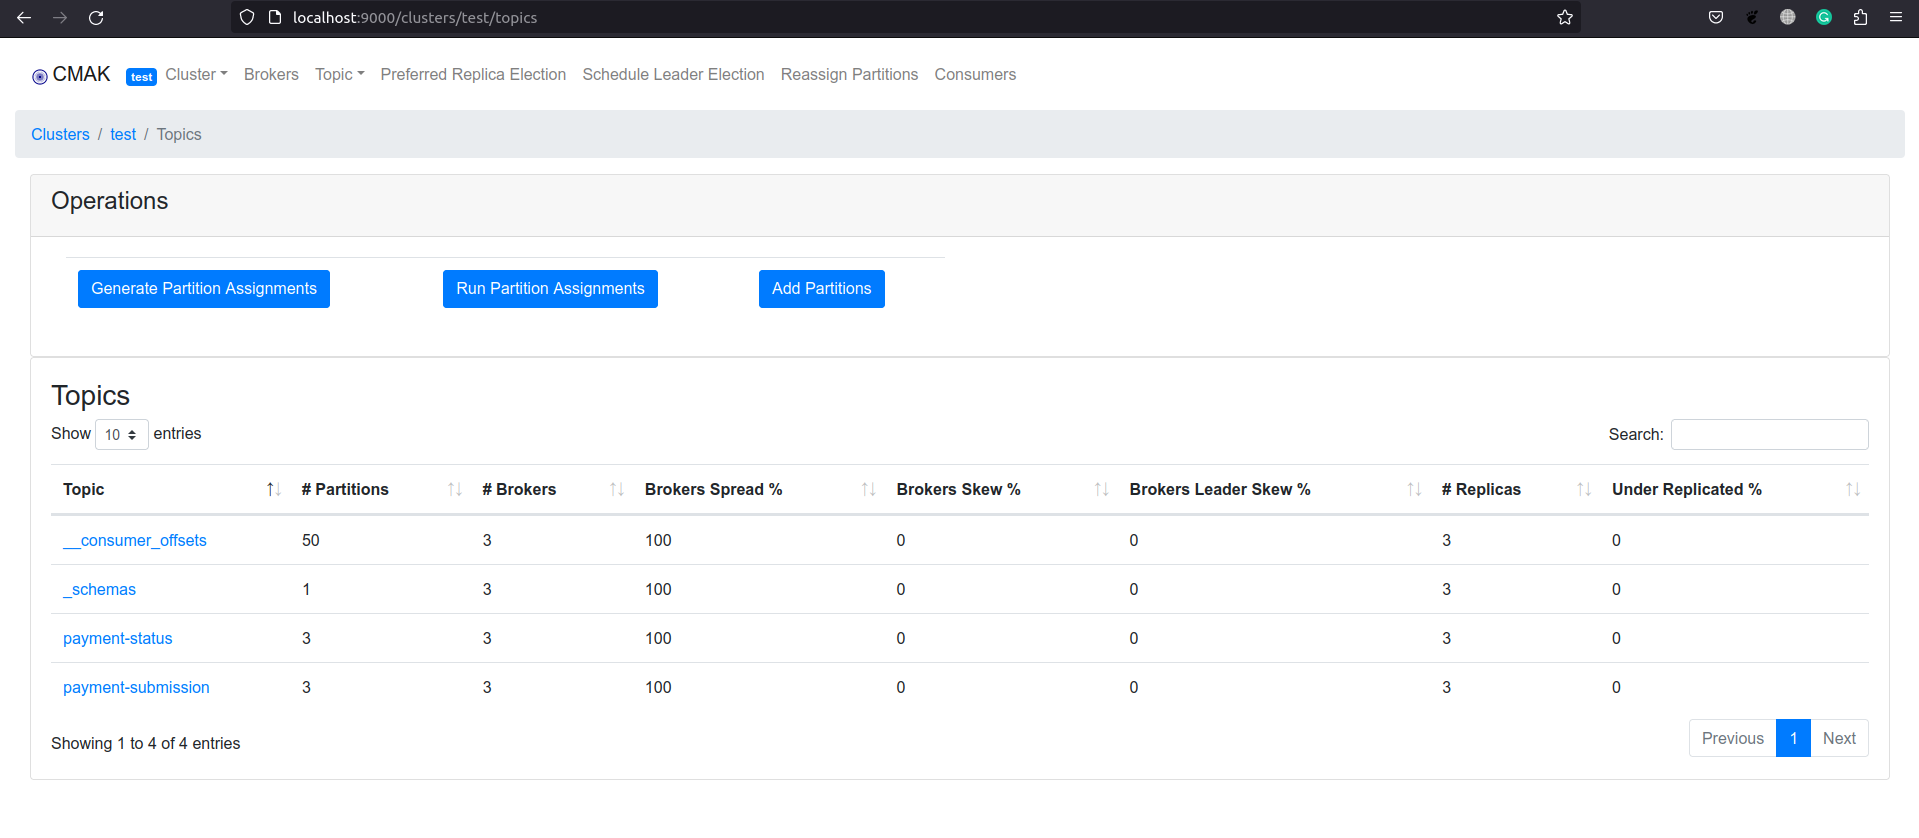 localhost:9000/clusters/test/topics
CMAK test Cluster Brokers Topic Preferred Replica Election Schedule Leader Election Reassign Partitions Consumers
Clusters / test / Topics
Operations
Generate Partition Assignments Run Partition Assignments Add Partitions
Topics
Show 10 entries Search:
Topic # Partitions # Brokers Brokers Spread % Brokers Skew % Brokers Leader Skew % # Replicas Under Replicated %
__consumer_offsets 50 3 100 0 0 3 0
_schemas 1 3 100 0 0 3 0
payment-status 3 3 100 0 0 3 0
payment-submission 3 3 100 0 0 3 0
Showing 1 to 4 of 4 entries Previous 1 Next